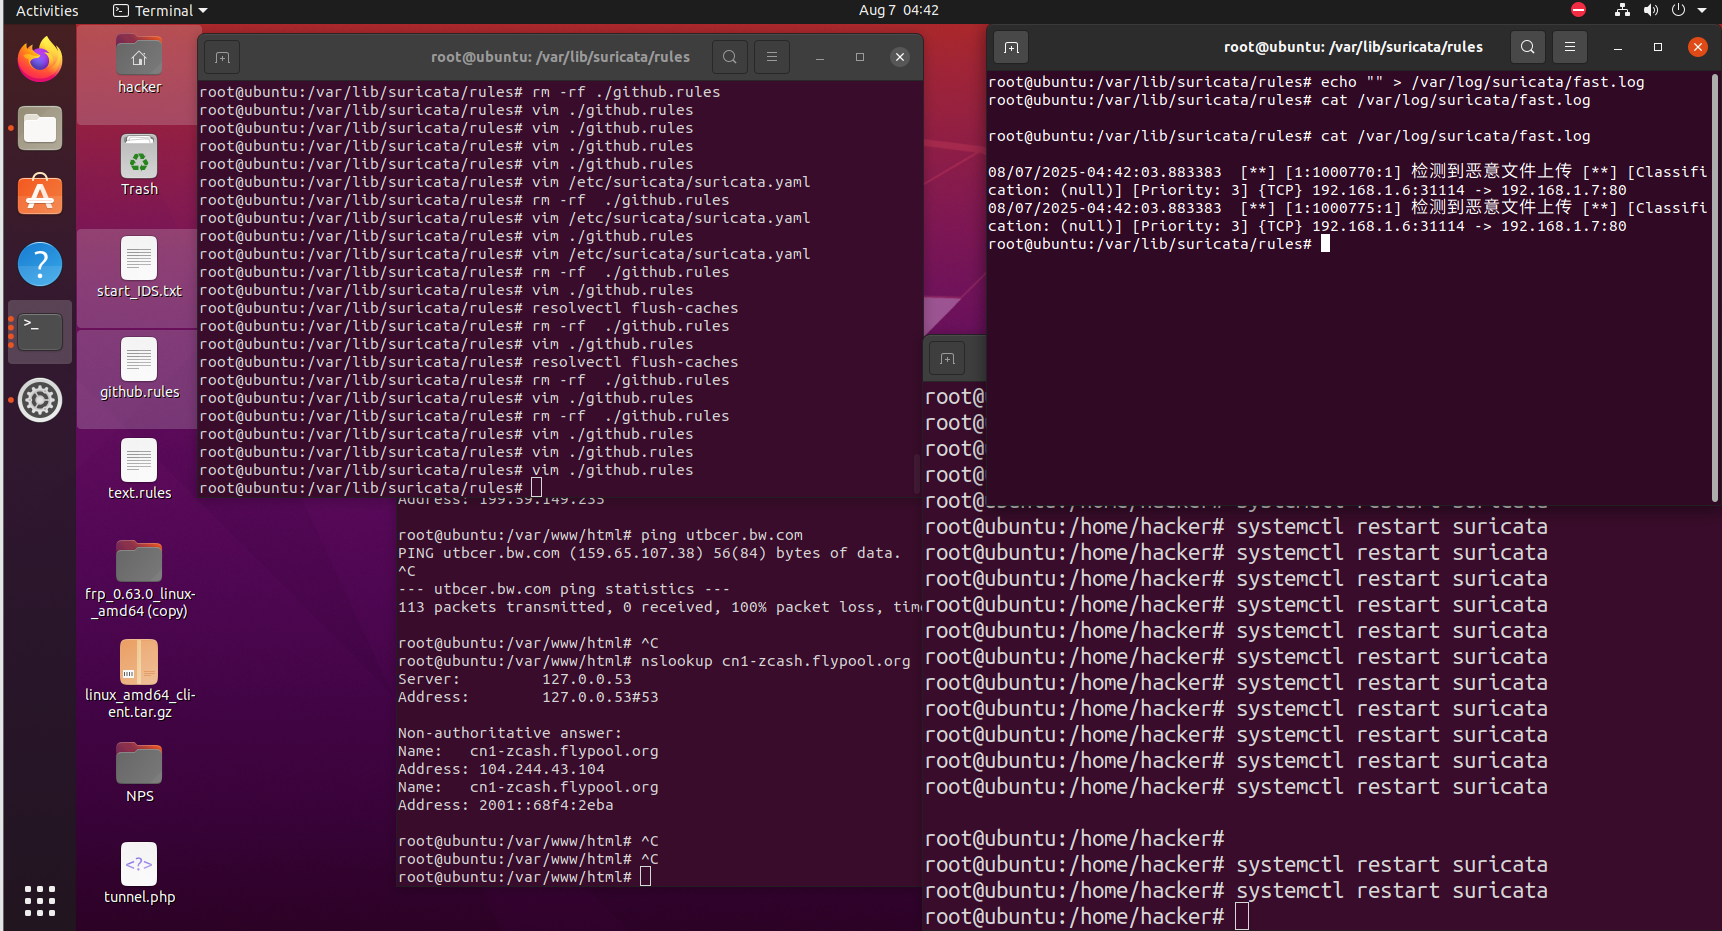 Activities
Terminal
Aug 7 04:42
hacker
Trash
start_IDS.txt
github.rules
text.rules
frp_0.63.0_linux-
_amd64 (copy)
linux_amd64_cli-
ent.tar.gz
NPS
tunnel.php
root@ubuntu: /var/lib/suricata/rules
root@ubuntu:/var/lib/suricata/rules# rm -rf ./github.rules
root@ubuntu:/var/lib/suricata/rules# vim ./github.rules
root@ubuntu:/var/lib/suricata/rules# vim ./github.rules
root@ubuntu:/var/lib/suricata/rules# vim ./github.rules
root@ubuntu:/var/lib/suricata/rules# vim ./github.rules
root@ubuntu:/var/lib/suricata/rules# vim /etc/suricata/suricata.yaml
root@ubuntu:/var/lib/suricata/rules# rm -rf  ./github.rules
root@ubuntu:/var/lib/suricata/rules# vim /etc/suricata/suricata.yaml
root@ubuntu:/var/lib/suricata/rules# vim ./github.rules
root@ubuntu:/var/lib/suricata/rules# vim /etc/suricata/suricata.yaml
root@ubuntu:/var/lib/suricata/rules# rm -rf  ./github.rules
root@ubuntu:/var/lib/suricata/rules# vim ./github.rules
root@ubuntu:/var/lib/suricata/rules# resolvectl flush-caches
root@ubuntu:/var/lib/suricata/rules# rm -rf  ./github.rules
root@ubuntu:/var/lib/suricata/rules# vim ./github.rules
root@ubuntu:/var/lib/suricata/rules# resolvectl flush-caches
root@ubuntu:/var/lib/suricata/rules# rm -rf  ./github.rules
root@ubuntu:/var/lib/suricata/rules# vim ./github.rules
root@ubuntu:/var/lib/suricata/rules# rm -rf  ./github.rules
root@ubuntu:/var/lib/suricata/rules# vim ./github.rules
root@ubuntu:/var/lib/suricata/rules# vim ./github.rules
root@ubuntu:/var/lib/suricata/rules# vim ./github.rules
root@ubuntu:/var/lib/suricata/rules#
Address: 199.59.149.235
root@ubuntu:/var/www/html# ping utbcer.bw.com
PING utbcer.bw.com (159.65.107.38) 56(84) bytes of data.
^C
--- utbcer.bw.com ping statistics ---
113 packets transmitted, 0 received, 100% packet loss, tim
root@ubuntu:/var/www/html# ^C
root@ubuntu:/var/www/html# nslookup cn1-zcash.flypool.org
Server:         127.0.0.53
Address:        127.0.0.53#53
Non-authoritative answer:
Name:   cn1-zcash.flypool.org
Address: 104.244.43.104
Name:   cn1-zcash.flypool.org
Address: 2001::68f4:2eba
root@ubuntu:/var/www/html# ^C
root@ubuntu:/var/www/html# ^C
root@ubuntu:/var/www/html#
root@ubuntu: /var/lib/suricata/rules
root@ubuntu:/var/lib/suricata/rules# echo "" > /var/log/suricata/fast.log
root@ubuntu:/var/lib/suricata/rules# cat /var/log/suricata/fast.log
root@ubuntu:/var/lib/suricata/rules# cat /var/log/suricata/fast.log
08/07/2025-04:42:03.883383  [**] [1:1000770:1] 检测到恶意文件上传 [**] [Classifi
cation: (null)] [Priority: 3] {TCP} 192.168.1.6:31114 -> 192.168.1.7:80
08/07/2025-04:42:03.883383  [**] [1:1000775:1] 检测到恶意文件上传 [**] [Classifi
cation: (null)] [Priority: 3] {TCP} 192.168.1.6:31114 -> 192.168.1.7:80
root@ubuntu:/var/lib/suricata/rules#
root@
root@
root@
root@
root@
root@ubuntu:/home/hacker# systemctl restart suricata
root@ubuntu:/home/hacker# systemctl restart suricata
root@ubuntu:/home/hacker# systemctl restart suricata
root@ubuntu:/home/hacker# systemctl restart suricata
root@ubuntu:/home/hacker# systemctl restart suricata
root@ubuntu:/home/hacker# systemctl restart suricata
root@ubuntu:/home/hacker# systemctl restart suricata
root@ubuntu:/home/hacker# systemctl restart suricata
root@ubuntu:/home/hacker# systemctl restart suricata
root@ubuntu:/home/hacker# systemctl restart suricata
root@ubuntu:/home/hacker# systemctl restart suricata
root@ubuntu:/home/hacker#
root@ubuntu:/home/hacker# systemctl restart suricata
root@ubuntu:/home/hacker# systemctl restart suricata
root@ubuntu:/home/hacker#